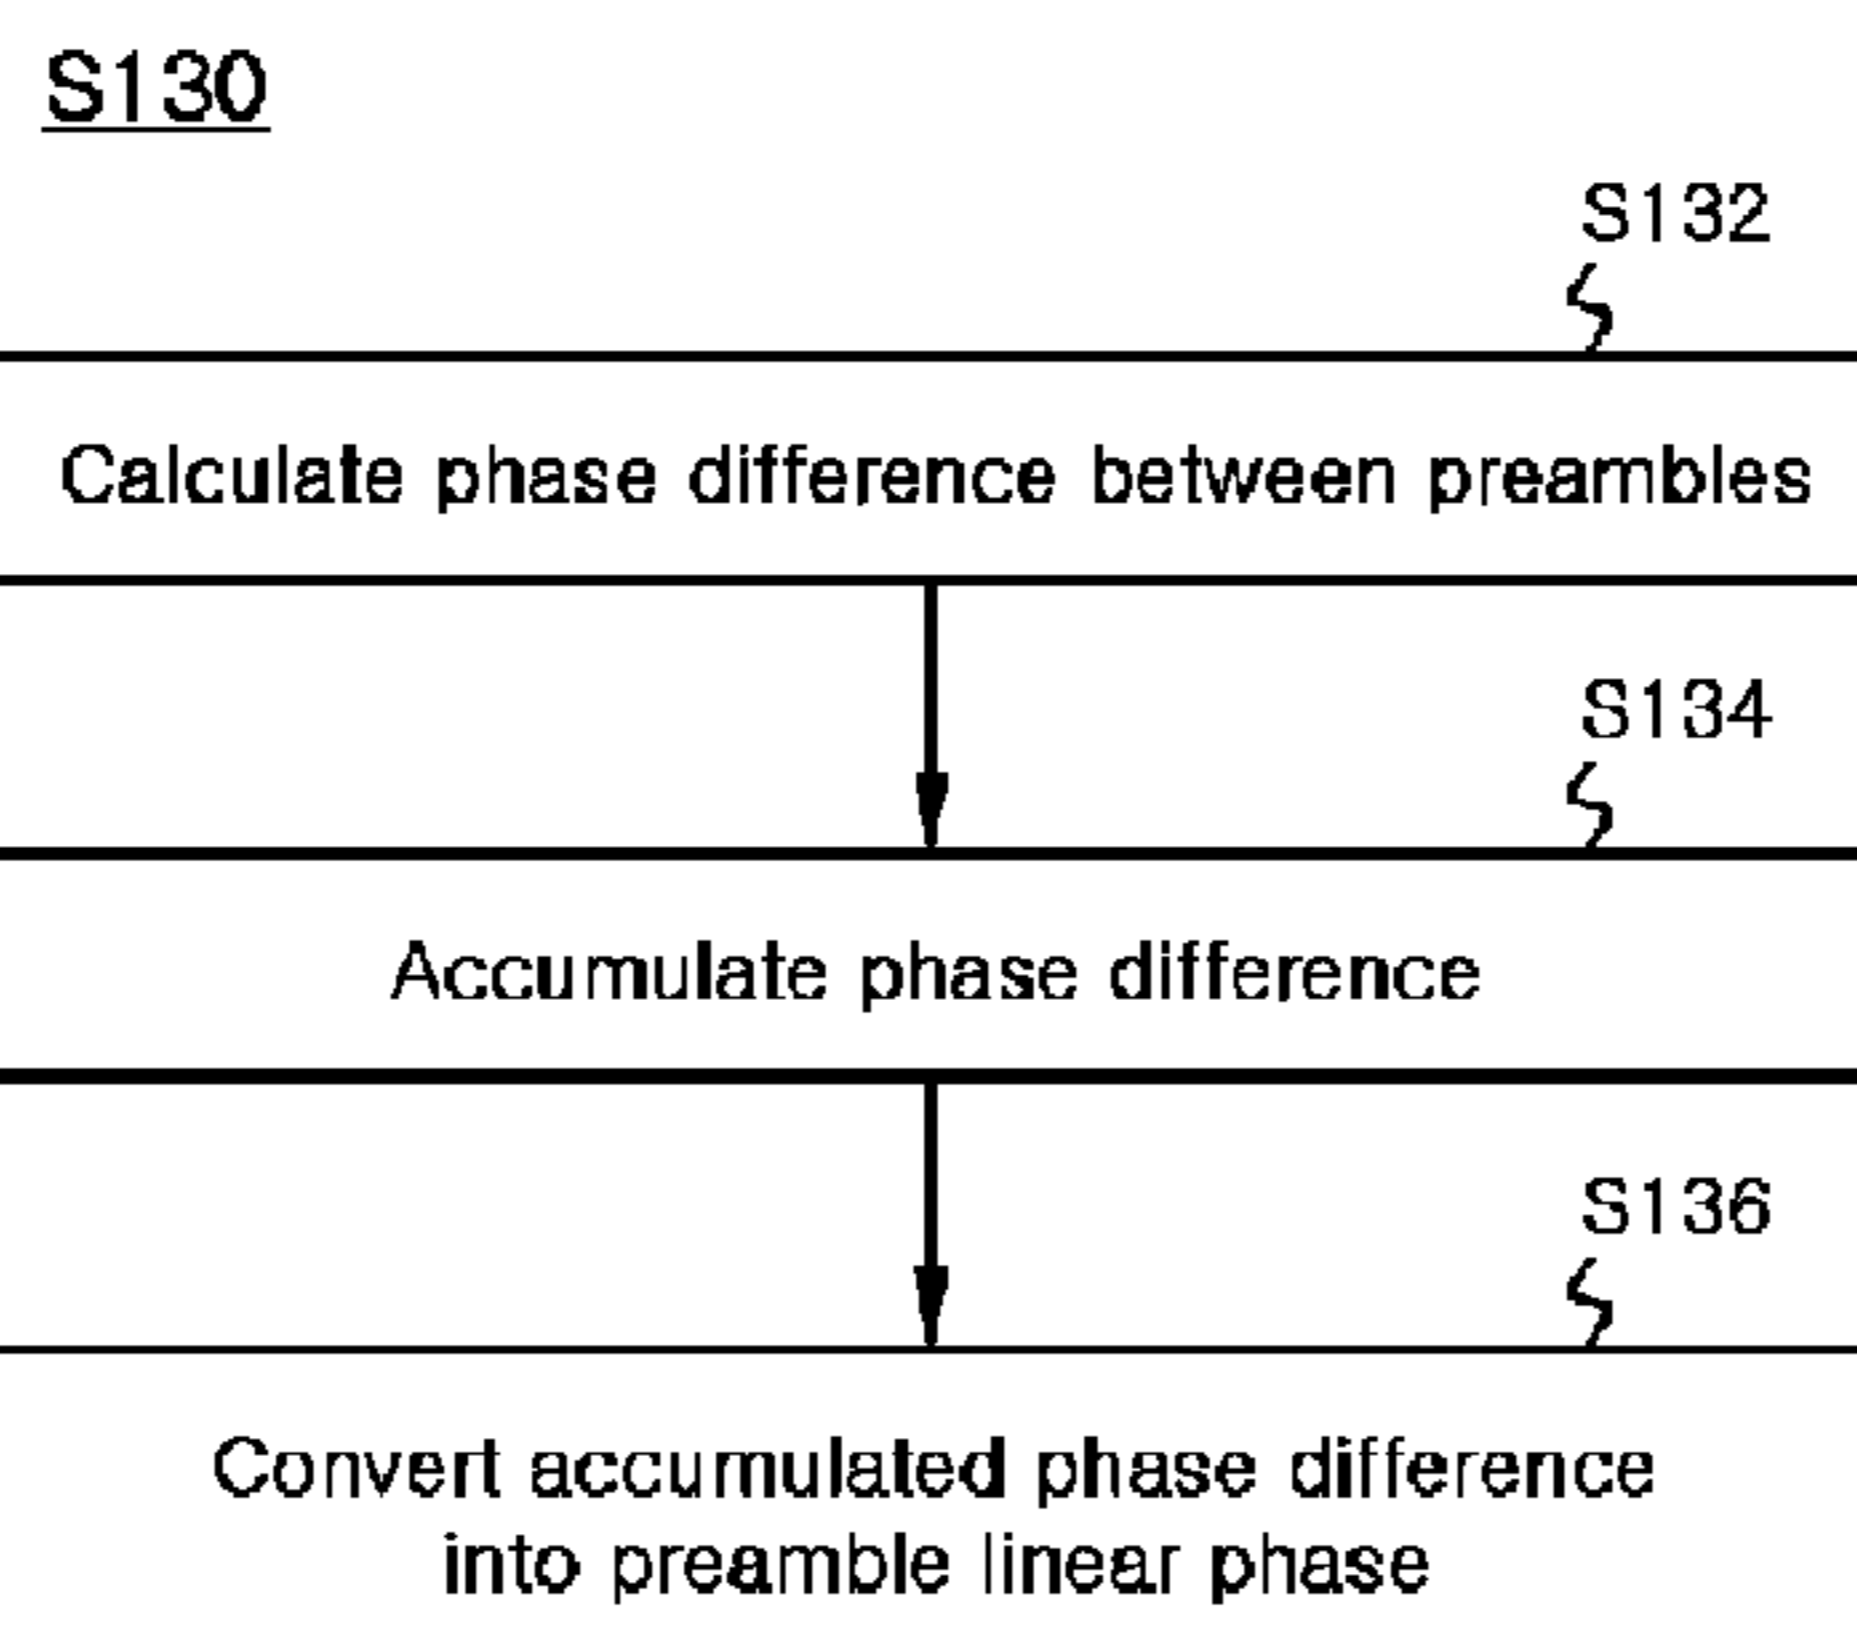 S130
S132
Calculate phase difference between preambles
S134
Accumulate phase difference
S136
Convert accumulated phase difference
into preamble linear phase